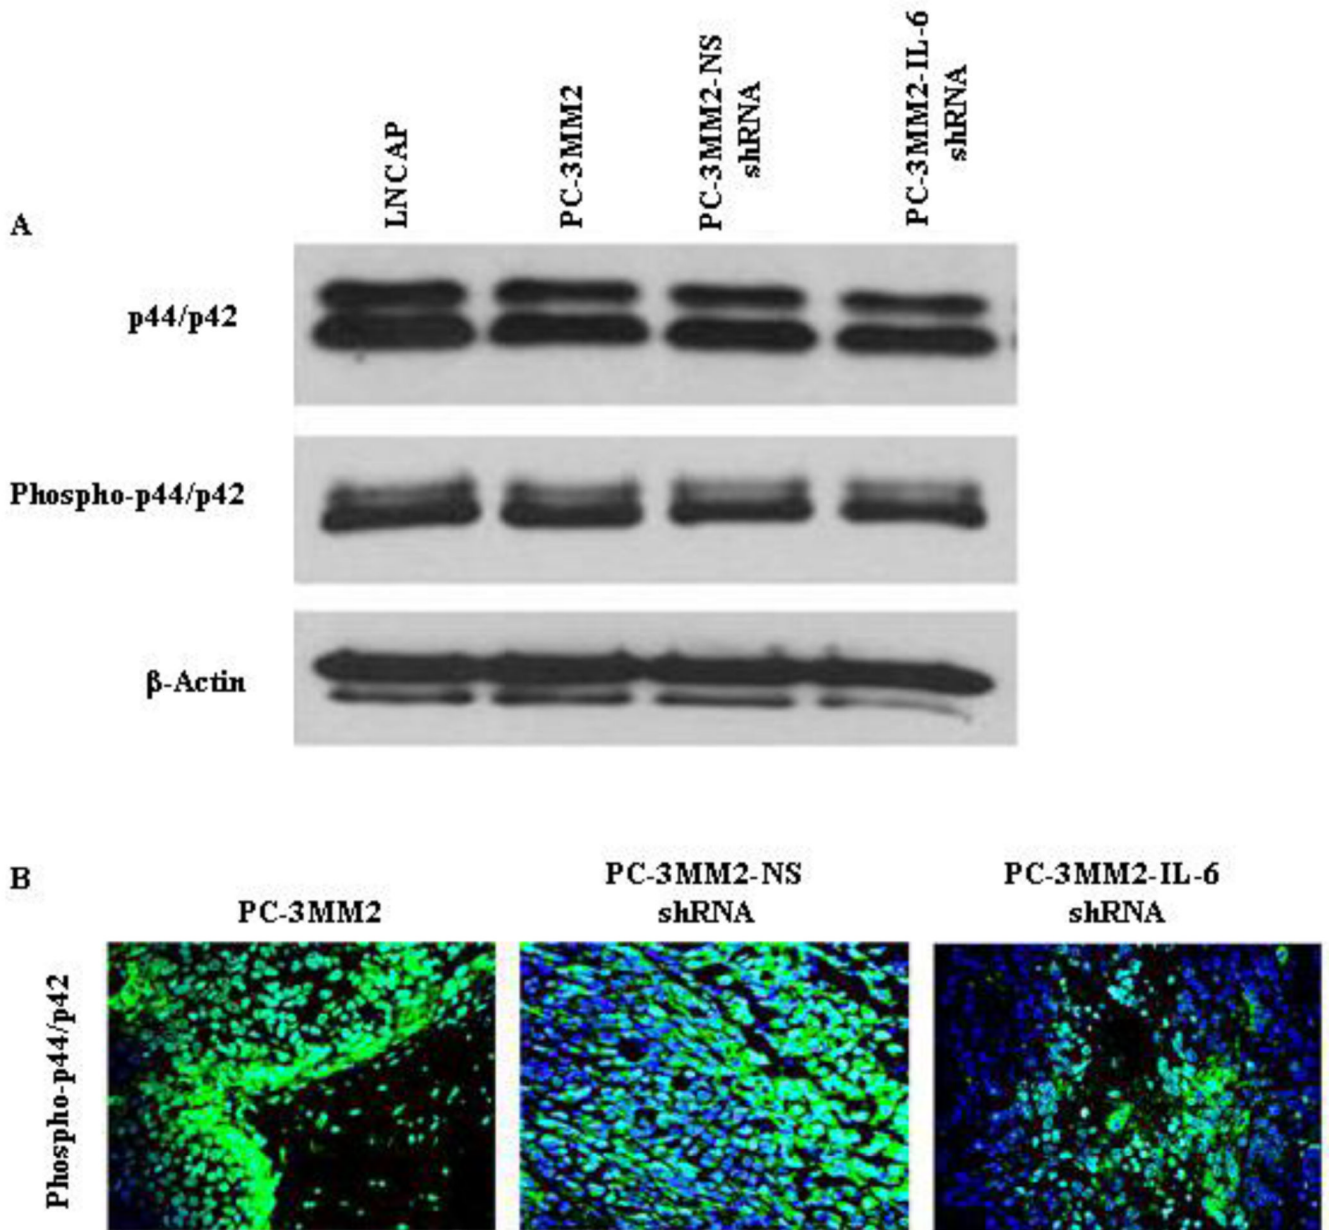 LNCAP
PC-3MM2
PC-3MM2-NS
shRNA
PC-3MM2-IL-6
shRNA
A
p44/p42
Phospho-p44/p42
β-Actin
B
PC-3MM2
PC-3MM2-NS
shRNA
PC-3MM2-IL-6
shRNA
Phospho-p44/p42